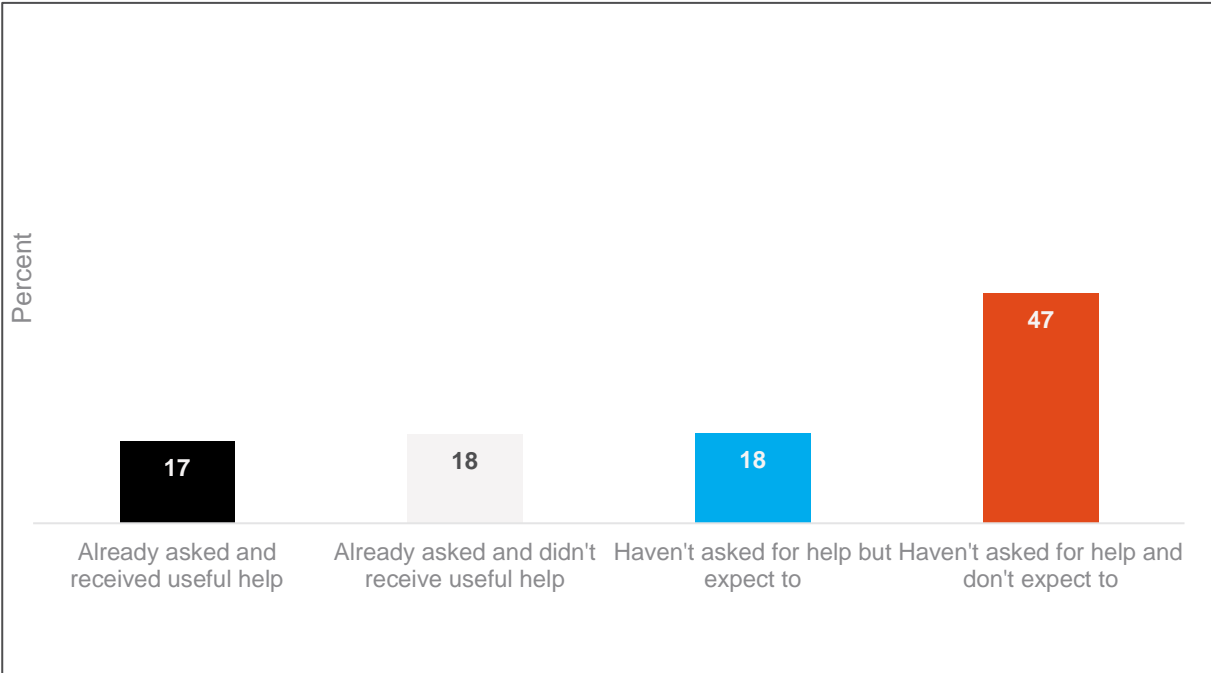 Percent
17
18
18
47
Already asked and
received useful help
Already asked and didn't
receive useful help
Haven't asked for help but
expect to
Haven't asked for help and
don't expect to